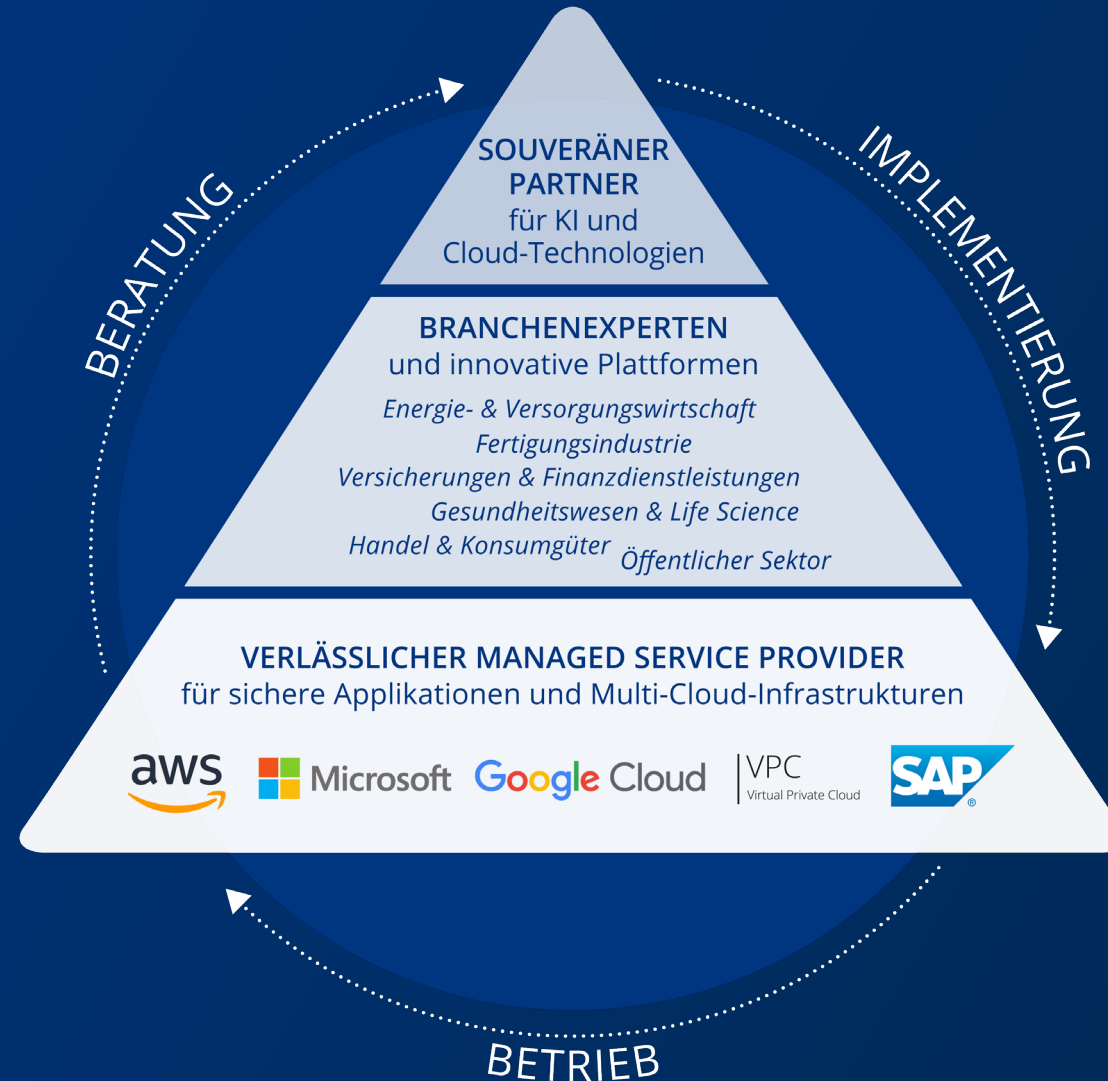 BERATUNG
IMPLEMENTIERUNG
SOUVERÄNER
PARTNER
für KI und
Cloud-Technologien
BRANCHENEXPERTEN
und innovative Plattformen
Energie- & Versorgungswirtschaft
Fertigungsindustrie
Versicherungen & Finanzdienstleistungen
Gesundheitswesen & Life Science
Handel & Konsumgüter
Öffentlicher Sektor
VERLÄSSLICHER MANAGED SERVICE PROVIDER
für sichere Applikationen und Multi-Cloud-Infrastrukturen
aws
Microsoft
Google Cloud
VPC
Virtual Private Cloud
SAP®
BETRIEB